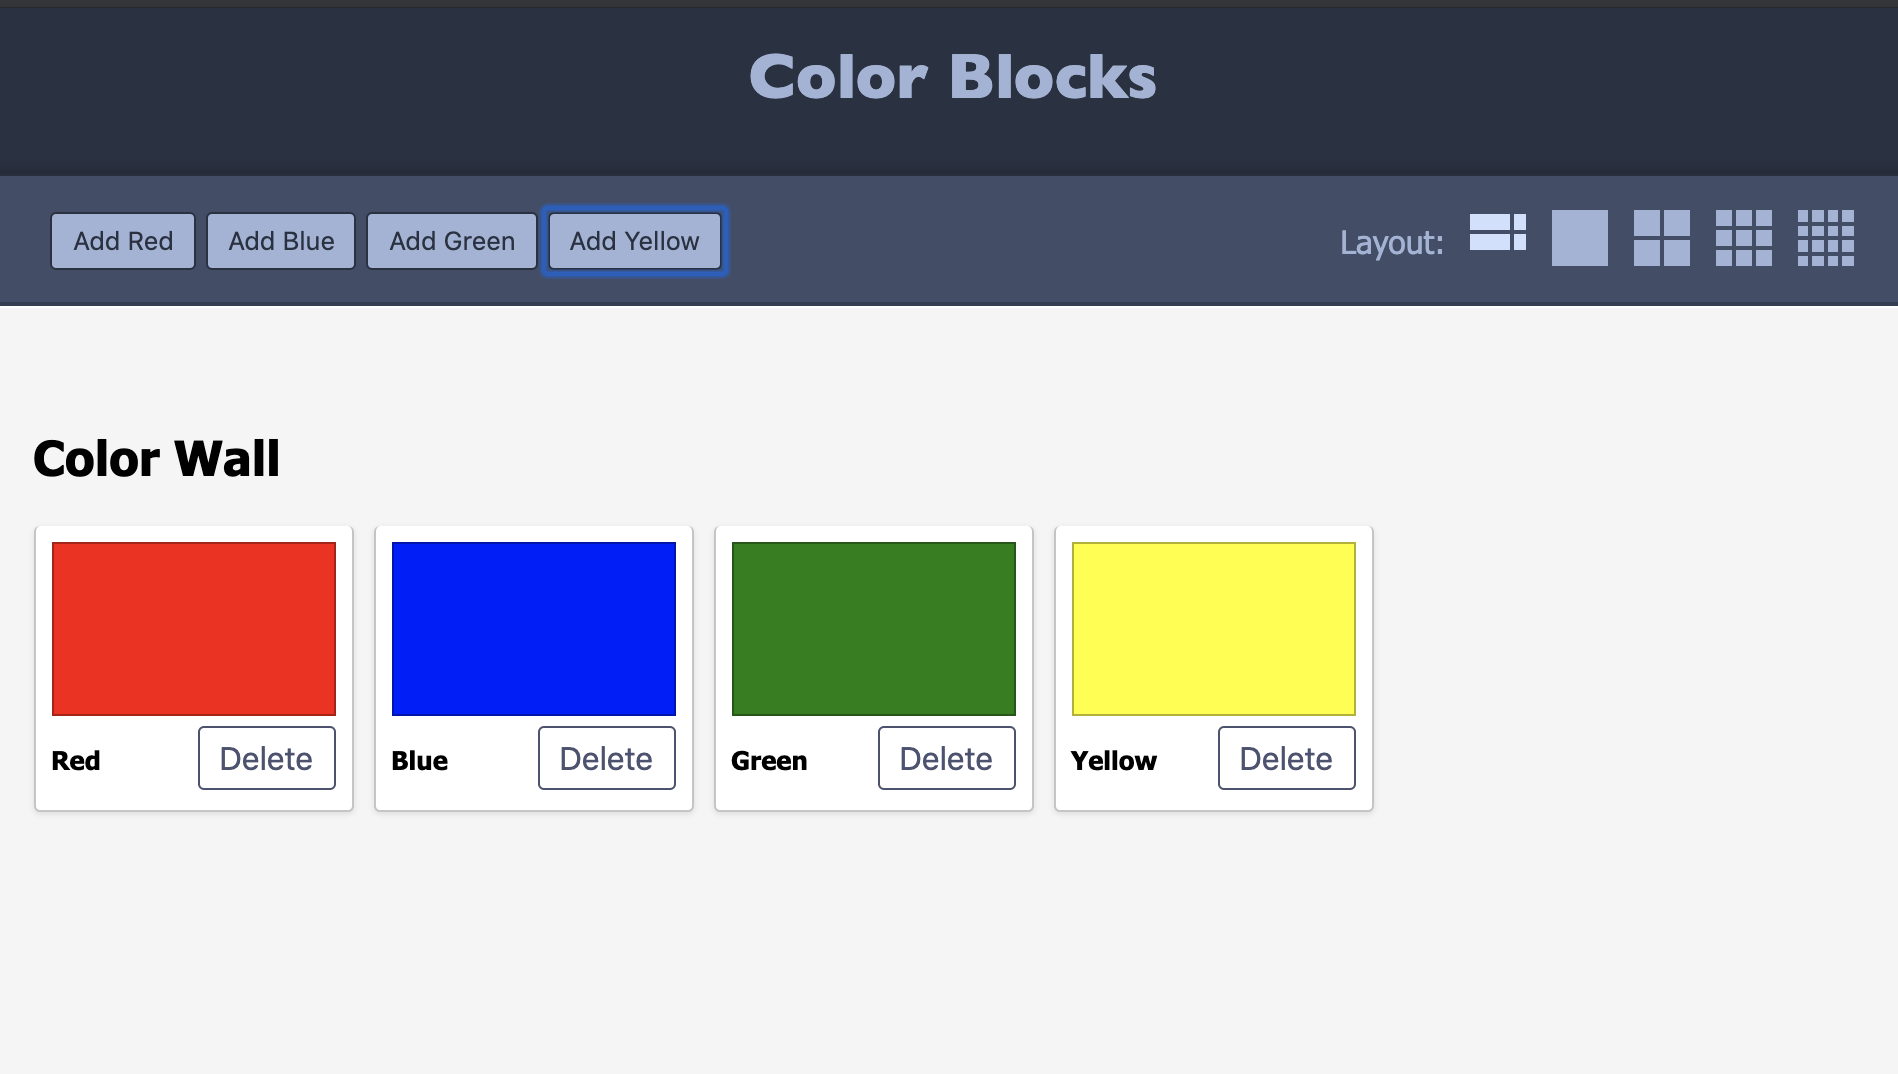 Color Blocks
Add Red Add Blue Add Green Add Yellow Layout:
Color Wall
Red Delete Blue Delete Green Delete Yellow Delete